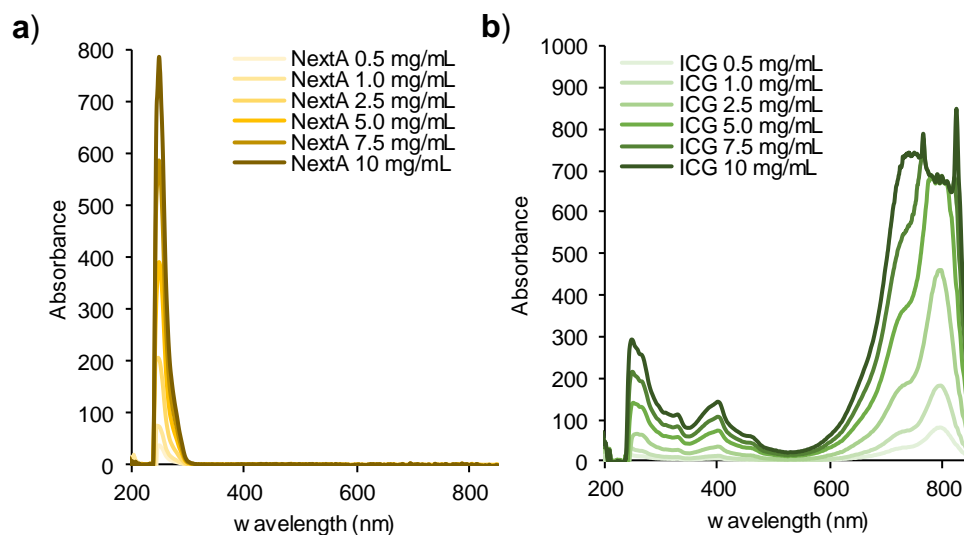 a)
800
700
600
500
400
300
200
100
0
Absorbance
NextA 0.5 mg/mL
NextA 1.0 mg/mL
NextA 2.5 mg/mL
NextA 5.0 mg/mL
NextA 7.5 mg/mL
NextA 10 mg/mL
200 400 600 800
w avelength (nm)
b)
1000
900
800
700
600
500
400
300
200
100
0
Absorbance
ICG 0.5 mg/mL
ICG 1.0 mg/mL
ICG 2.5 mg/mL
ICG 5.0 mg/mL
ICG 7.5 mg/mL
ICG 10 mg/mL
200 400 600 800
w avelength (nm)